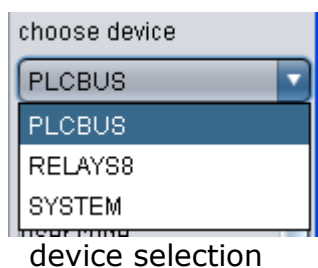 choose device
PLCBUS
PLCBUS
RELAYS8
SYSTEM
device selection